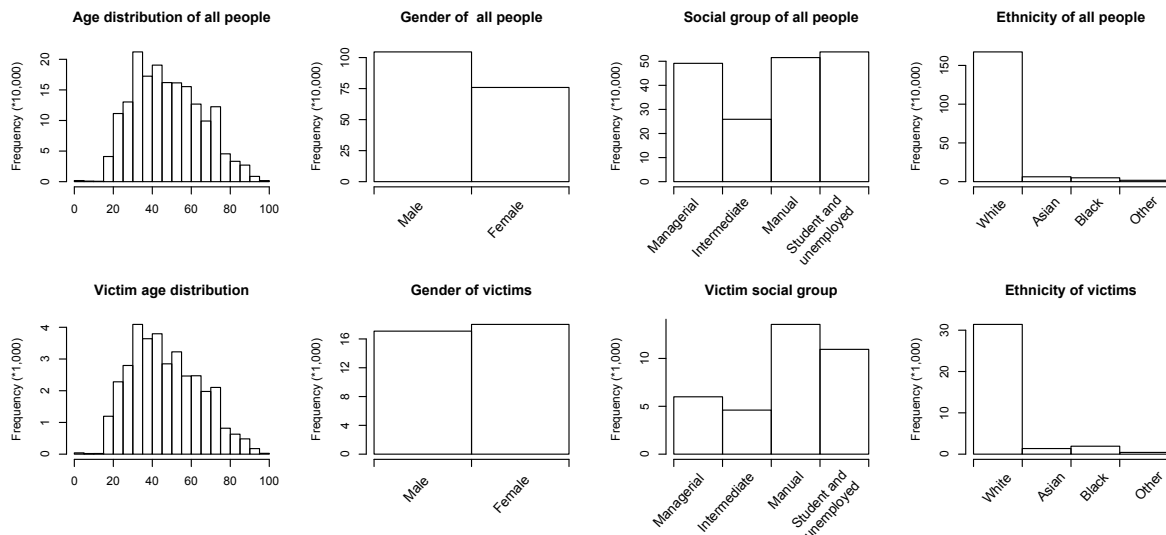 Age distribution of all people
Frequency (*10,000)
0 5 10 15 20
0 20 40 60 80 100
Gender of  all people
Frequency (*10,000)
0 25 50 75 100
Male
Female
Social group of all people
Frequency (*10,000)
0 10 20 30 40 50
Managerial
Intermediate
Manual
Student and
unemployed
Ethnicity of all people
Frequency (*10,000)
0 50 100 150
White
Asian
Black
Other
Victim age distribution
Frequency (*1,000)
0 1 2 3 4
0 20 40 60 80 100
Gender of victims
Frequency (*1,000)
0 4 8 12 16
Male
Female
Victim social group
Frequency (*1,000)
0 5 10
Managerial
Intermediate
Manual
Student and
unemployed
Ethnicity of victims
Frequency (*1,000)
0 10 20 30
White
Asian
Black
Other